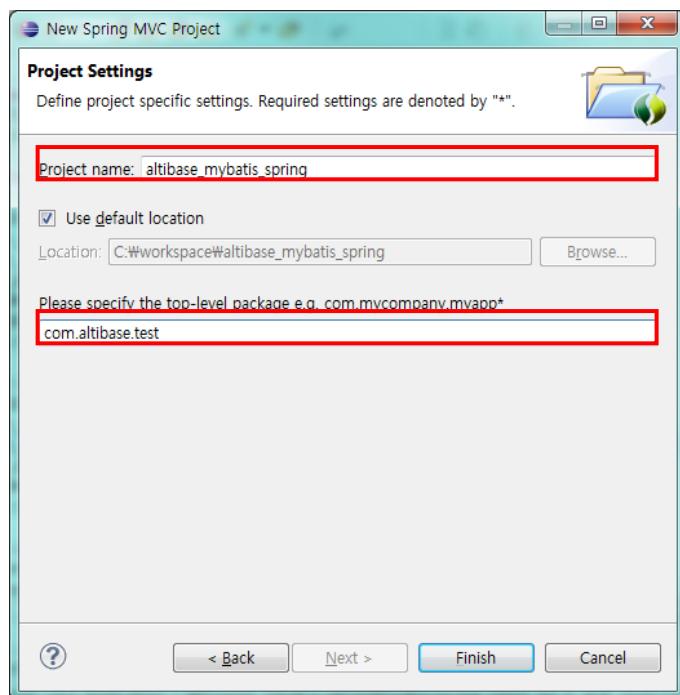 New Spring MVC Project
Project Settings
Define project specific settings. Required settings are denoted by "*".
Project name: altibase_mybatis_spring
Use default location
Location: C:₩workspace₩altibase_mybatis_spring Browse...
Please specify the top-level package e.g. com.mycompany.myapp*
com.altibase.test
< Back Next > Finish Cancel